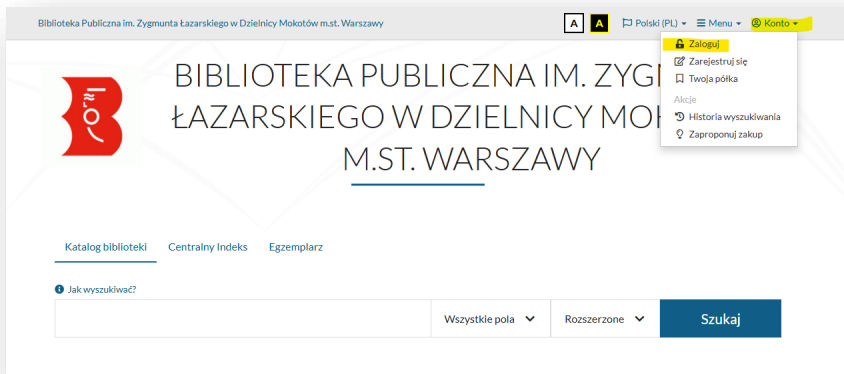 Biblioteka Publiczna im. Zygmunta Łazarskiego w Dzielnicy Mokotów m.st. Warszawy
A A Polski (PL) Menu Konto
Zaloguj
Zarejestruj się
Twoja półka
Akcje
Historia wyszukiwania
Zaproponuj zakup
BIBLIOTEKA PUBLICZNA IM. ZYG
ŁAZARSKIEGO W DZIELNICY MO
M.ST. WARSZAWY
Katalog biblioteki Centralny Indeks Egzemplarz
Jak wyszukiwać?
Wszystkie pola Rozszerzone Szukaj